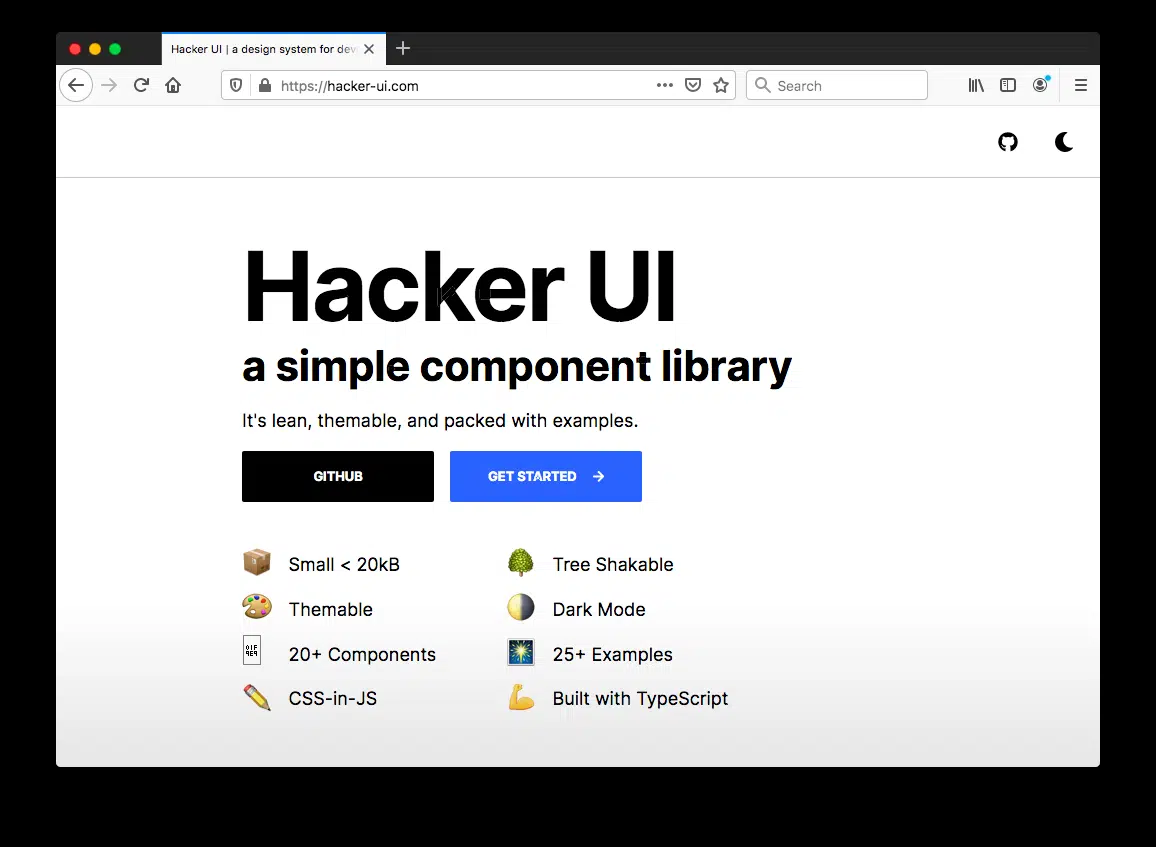 Hacker UI | a design system for dev
https://hacker-ui.com
Search
Hacker UI
a simple component library
It's lean, themable, and packed with examples.
GITHUB
GET STARTED
Small < 20kB
Tree Shakable
Themable
Dark Mode
20+ Components
25+ Examples
CSS-in-JS
Built with TypeScript